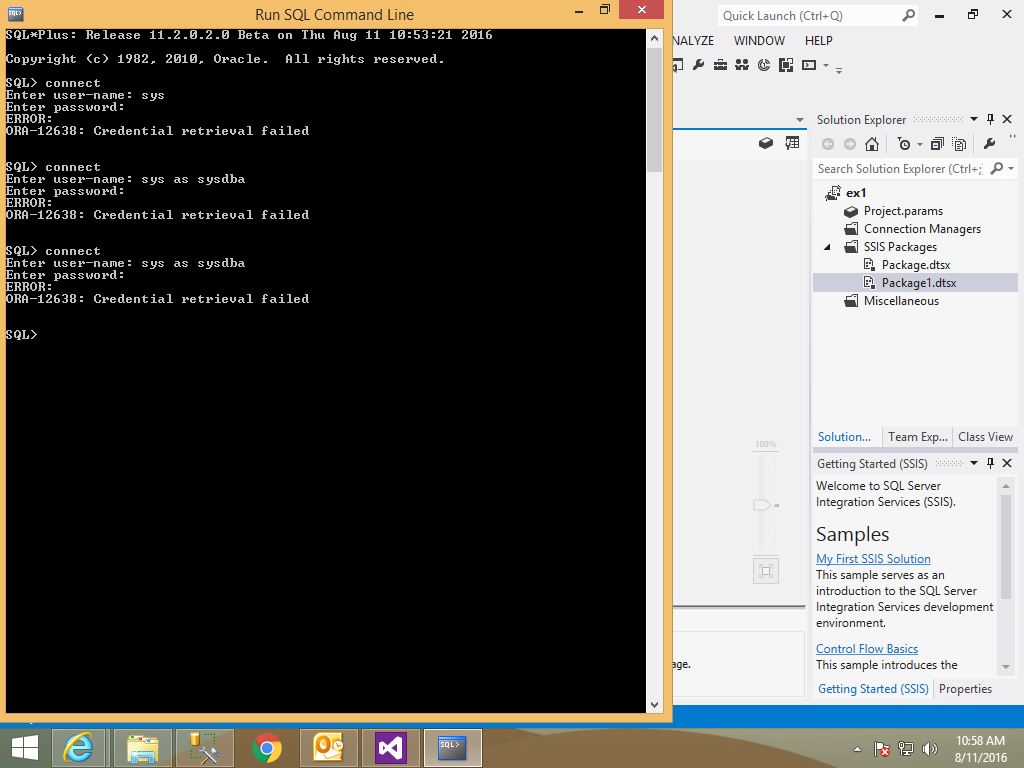 Run SQL Command Line
SQL*Plus: Release 11.2.0.2.0 Beta on Thu Aug 11 10:53:21 2016
Copyright (c) 1982, 2010, Oracle.  All rights reserved.
SQL> connect
Enter user-name: sys
Enter password:
ERROR:
ORA-12638: Credential retrieval failed
SQL> connect
Enter user-name: sys as sysdba
Enter password:
ERROR:
ORA-12638: Credential retrieval failed
SQL> connect
Enter user-name: sys as sysdba
Enter password:
ERROR:
ORA-12638: Credential retrieval failed
SQL>
Quick Launch (Ctrl+Q)
NALYZE WINDOW HELP
Solution Explorer
Search Solution Explorer (Ctrl+;
ex1
Project.params
Connection Managers
SSIS Packages
Package.dtsx
Package1.dtsx
Miscellaneous
100%
Solution... Team Exp... Class View
Getting Started (SSIS)
Welcome to SQL Server
Integration Services (SSIS).
Samples
My First SSIS Solution
This sample serves as an
introduction to the SQL Server
Integration Services development
environment.
Control Flow Basics
This sample introduces the
age.
Getting Started (SSIS) Properties
SQL>
10:58 AM
8/11/2016